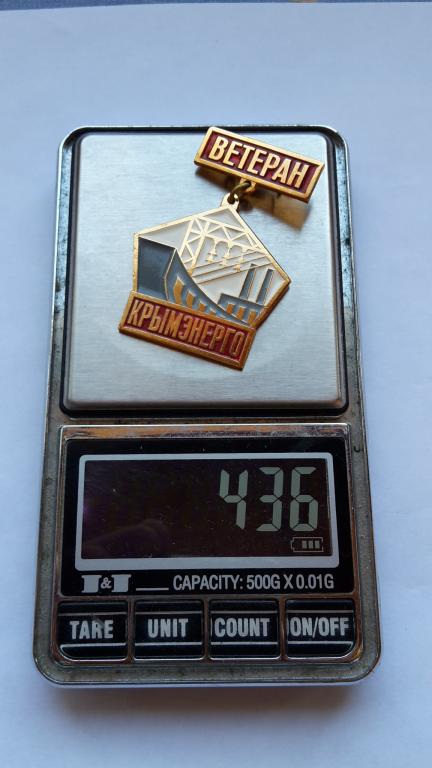 ВЕТЕРАН
КРЫМЭНЕРГО
436
CAPACITY: 500G X 0.01G
TARE UNIT COUNT ON/OFF